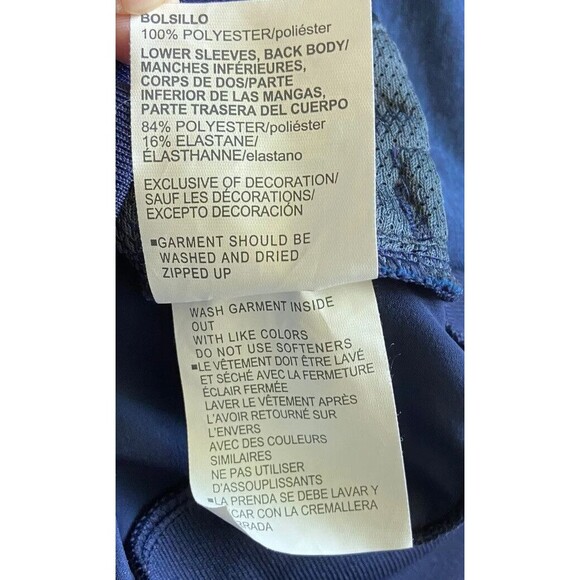 BOLSILLO
100% POLYESTER/poliéster
LOWER SLEEVES, BACK BODY/
MANCHES INFÉRIEURES,
CORPS DE DOS/PARTE
INFERIOR DE LAS MANGAS,
PARTE TRASERA DEL CUERPO
84% POLYESTER/poliéster
16% ELASTANE/
ÉLASTHANNE/elastano
EXCLUSIVE OF DECORATION/
SAUF LES DÉCORATIONS/
EXCEPTO DECORACIÓN
■GARMENT SHOULD BE
WASHED AND DRIED
ZIPPED UP
WASH GARMENT INSIDE
OUT
WITH LIKE COLORS
DO NOT USE SOFTENERS
■LE VÊTEMENT DOIT ÊTRE LAVÉ
ET SÉCHÉ AVEC LA FERMETURE
ÉCLAIR FERMÉE
LAVER LE VÊTEMENT APRÈS
L'AVOIR RETOURNÉ SUR
L'ENVERS
AVEC DES COULEURS
SIMILAIRES
NE PAS UTILISER
D'ASSOUPLISSANTS
■LA PRENDA SE DEBE LAVAR Y
CAR CON LA CREMALLERA
RRADA